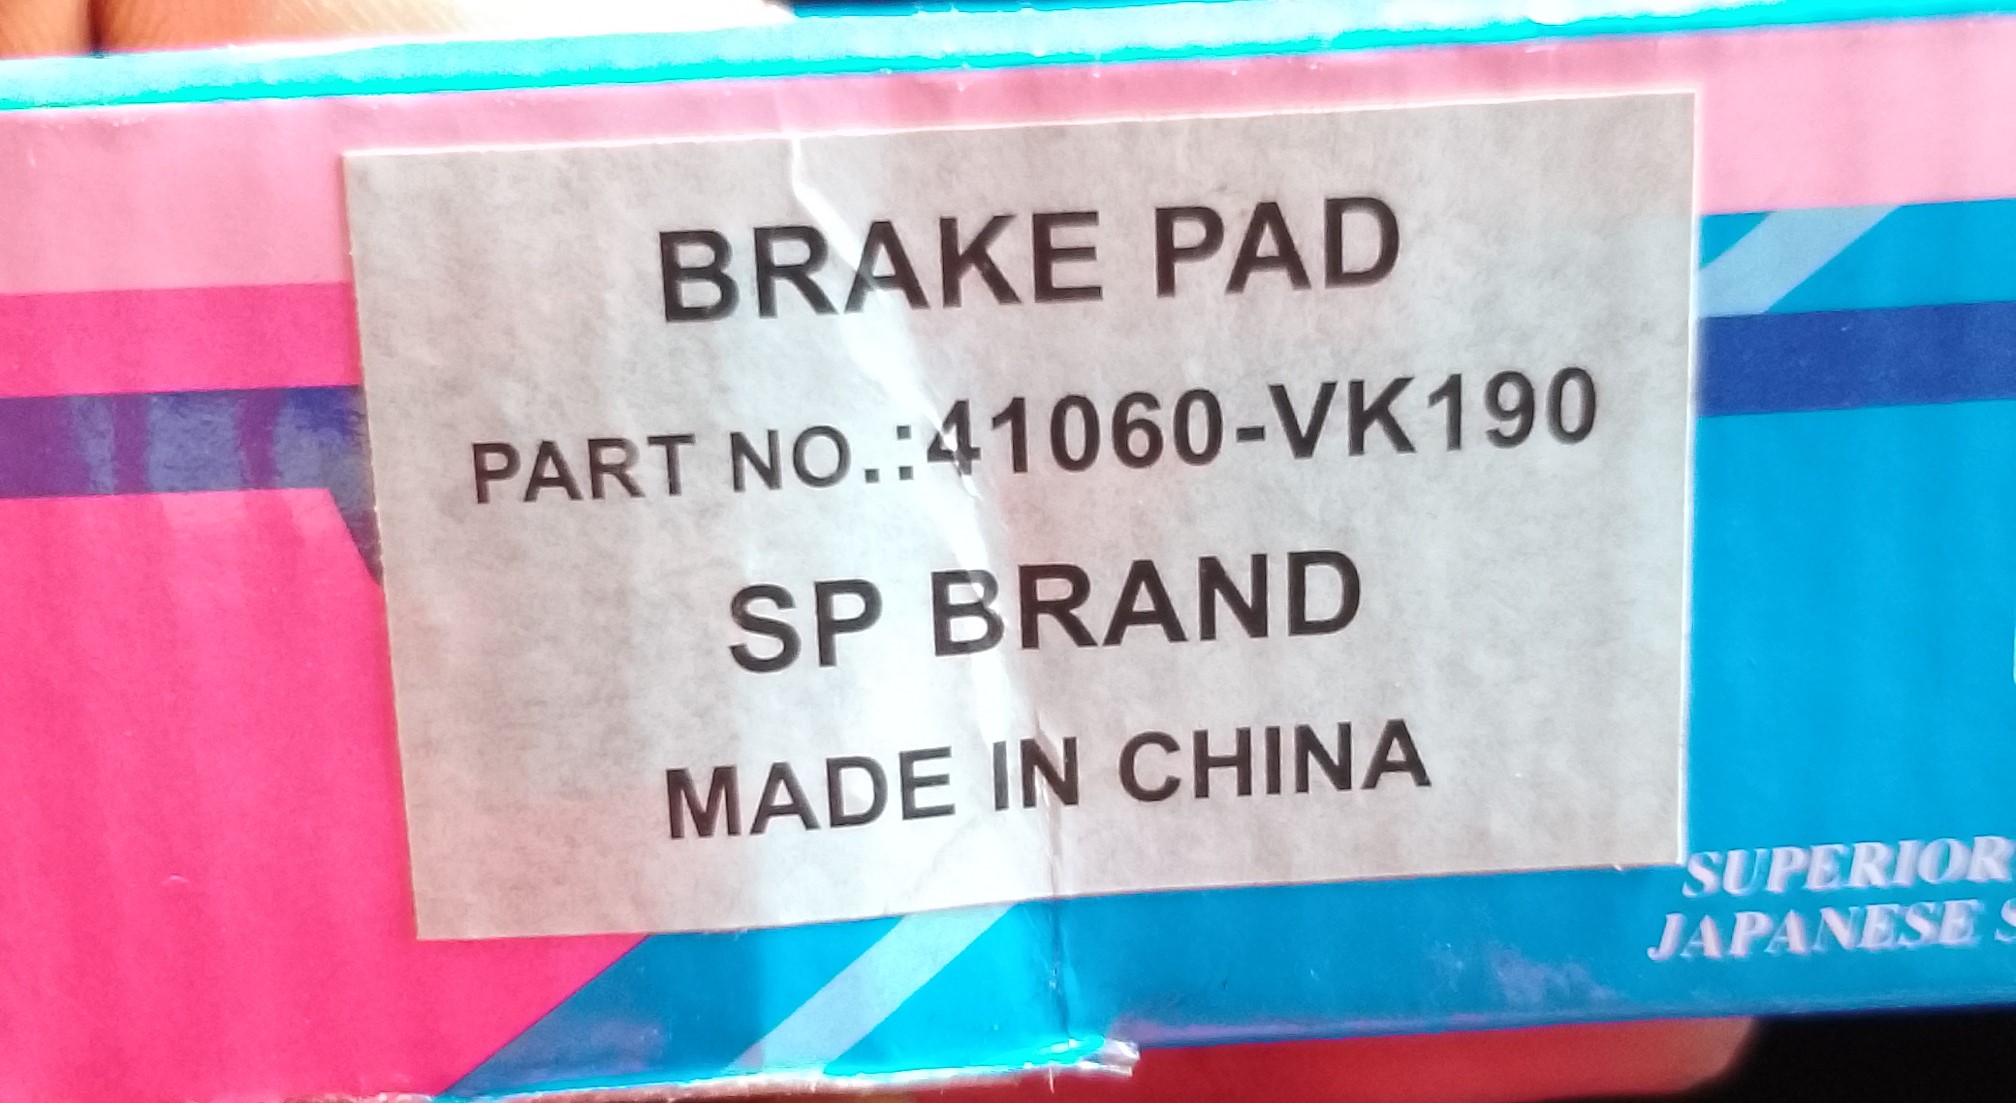 BRAKE PAD
PART NO.:41060-VK190
SP BRAND
MADE IN CHINA
SUPERIOR
JAPANESE